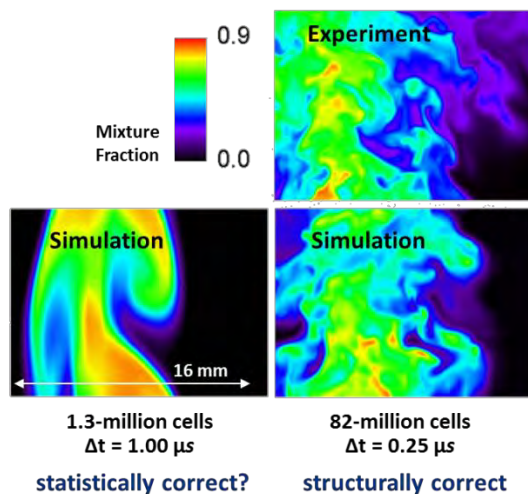 0.9
Experiment
Mixture
Fraction
0.0
Simulation
Simulation
16 mm
1.3-million cells
Δt = 1.00 μs
82-million cells
Δt = 0.25 μs
statistically correct?
structurally correct